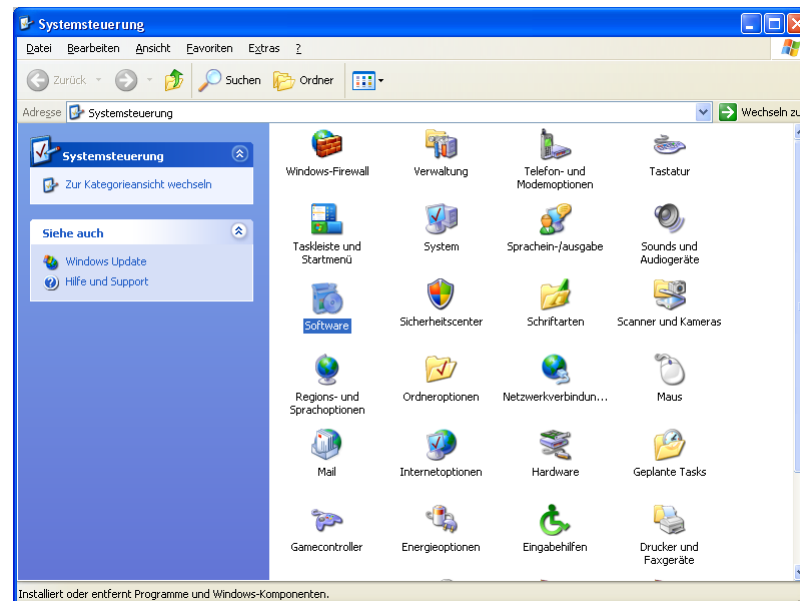 Systemsteuerung
Datei Bearbeiten Ansicht Favoriten Extras ?
Zurück Suchen Ordner
Adresse Systemsteuerung Wechseln zu
Systemsteuerung
Zur Kategorieansicht wechseln
Siehe auch
Windows Update
Hilfe und Support
Windows-Firewall
Verwaltung
Telefon- und
Modemoptionen
Tastatur
Taskleiste und
Startmenü
System
Sprachein-/ausgabe
Sounds und
Audiogeräte
Software
Sicherheitscenter
Schriftarten
Scanner und Kameras
Regions- und
Sprachoptionen
Ordneroptionen
Netzwerkverbindun...
Maus
Mail
Internetoptionen
Hardware
Geplante Tasks
Gamecontroller
Energieoptionen
Eingabehilfen
Drucker und
Faxgeräte
Installiert oder entfernt Programme und Windows-Komponenten.